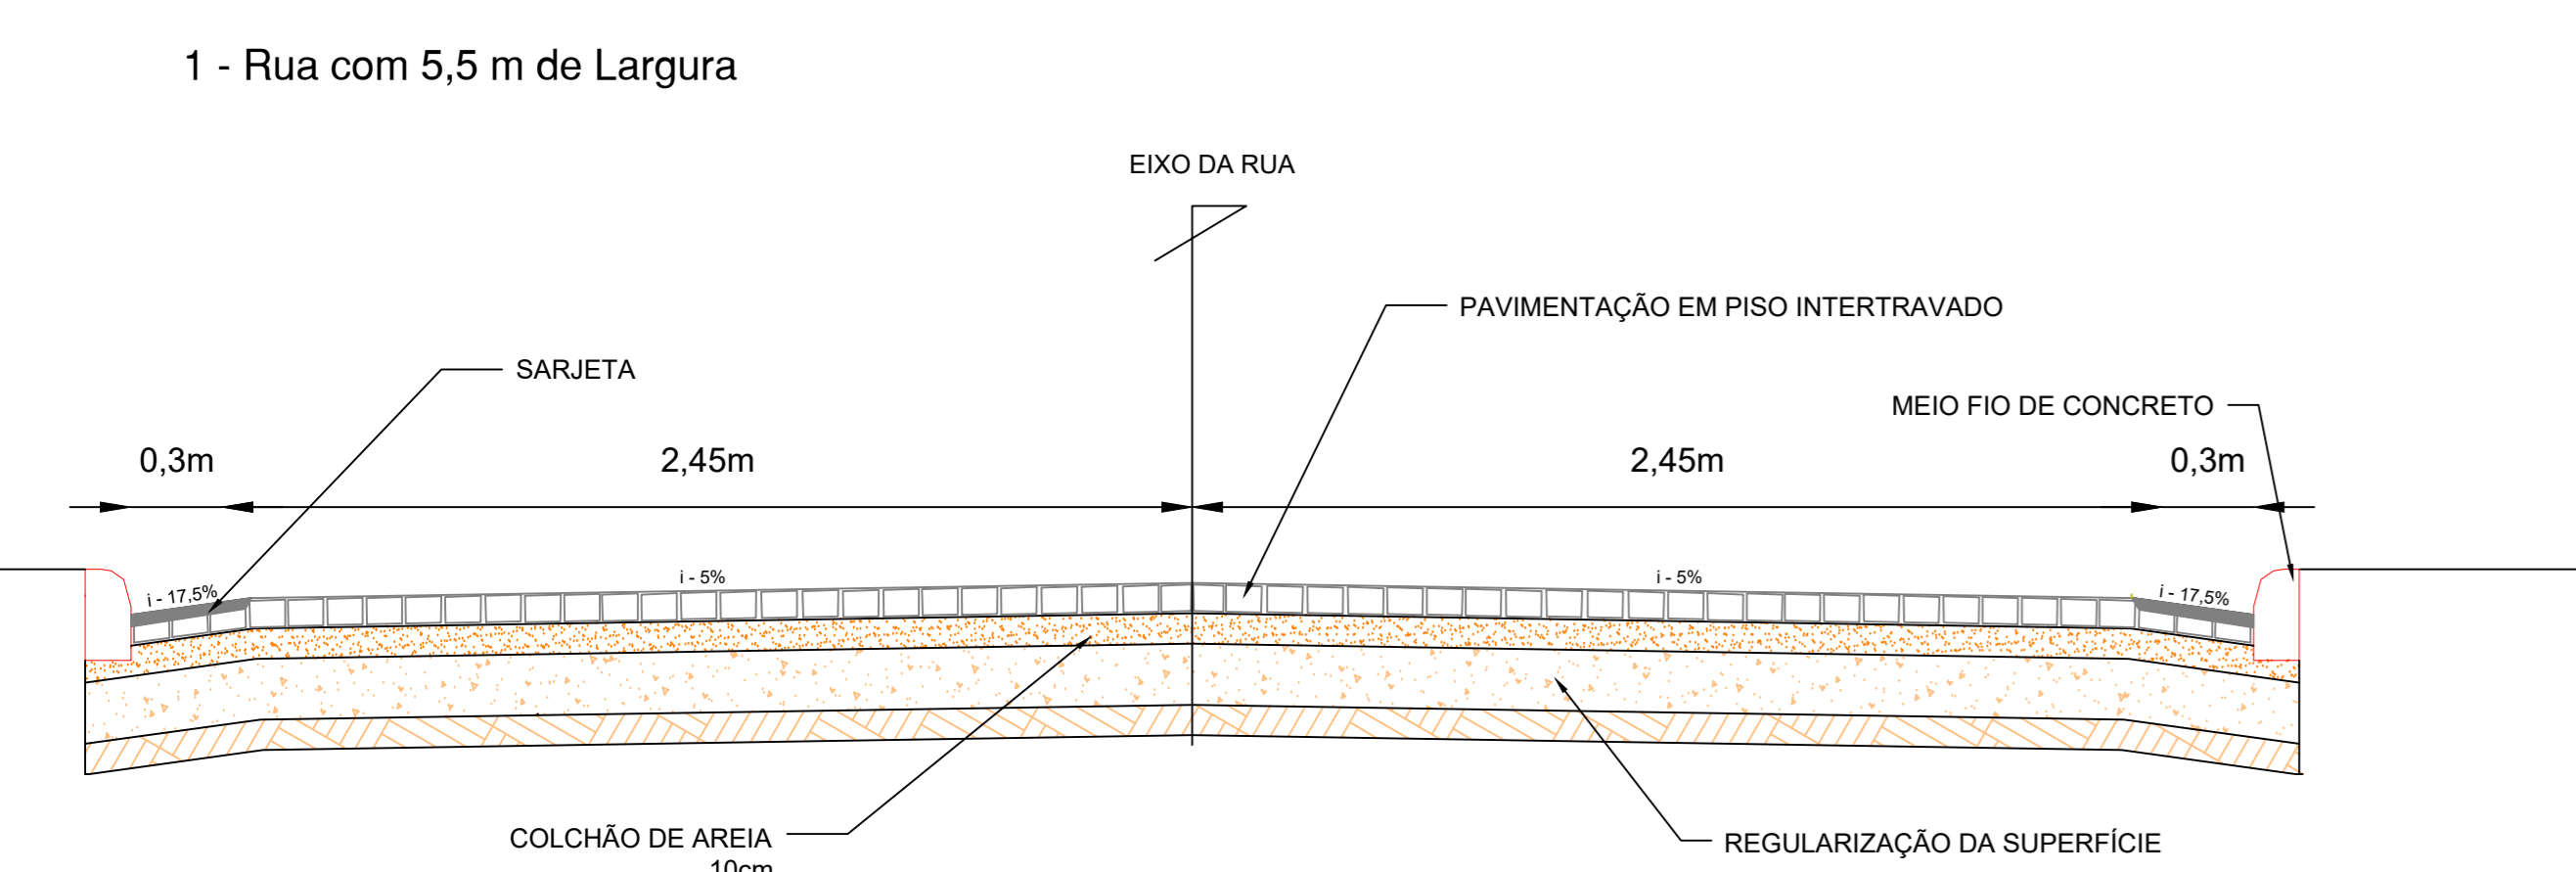 1 - Rua com 5,5 m de Largura
EIXO DA RUA
PAVIMENTAÇÃO EM PISO INTERTRAVADO
SARJETA
MEIO FIO DE CONCRETO
0,3m
2,45m
2,45m
0,3m
i - 17,5%
i - 5%
i - 5%
i - 17,5%
COLCHÃO DE AREIA
10cm
REGULARIZAÇÃO DA SUPERFÍCIE